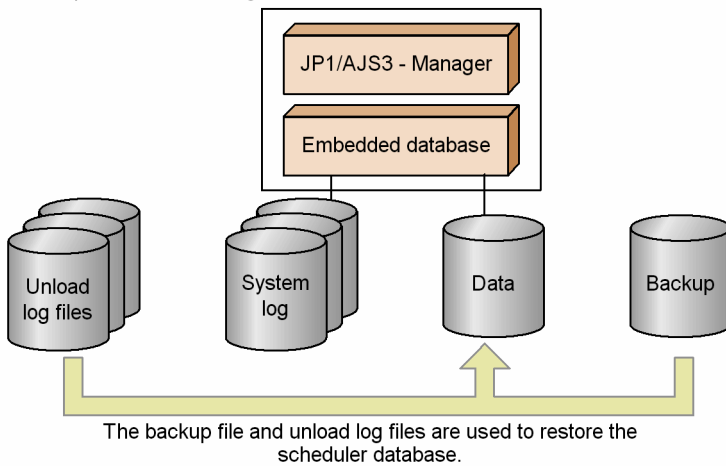 JP1/AJS3 - Manager
Embedded database
Unload
log files
System
log
Data
Backup
The backup file and unload log files are used to restore the
scheduler database.